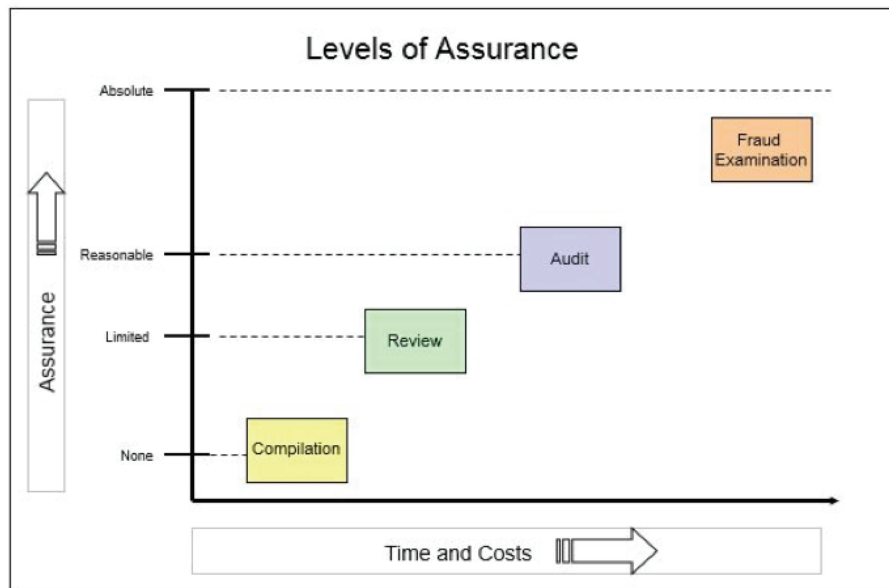 Levels of Assurance
Absolute
Fraud
Examination
Reasonable
Audit
Limited
Review
None
Compilation
Assurance
Time and Costs